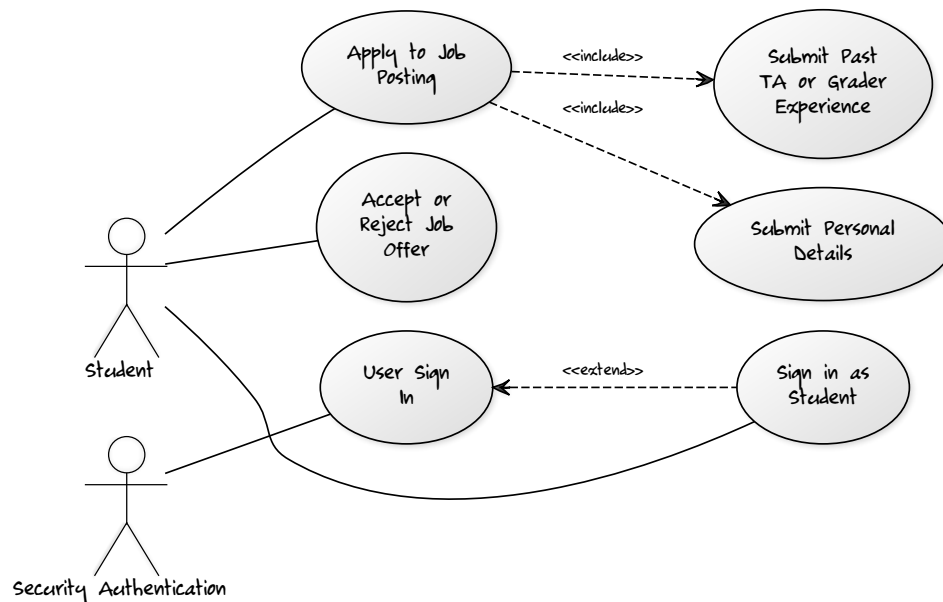 Apply to Job
Posting
<<include>>
Submit Past
TA or Grader
Experience
<<include>>
Accept or
Reject Job
Offer
Submit Personal
Details
Student
User Sign
In
<<extend>>
Sign in as
Student
Security Authentication